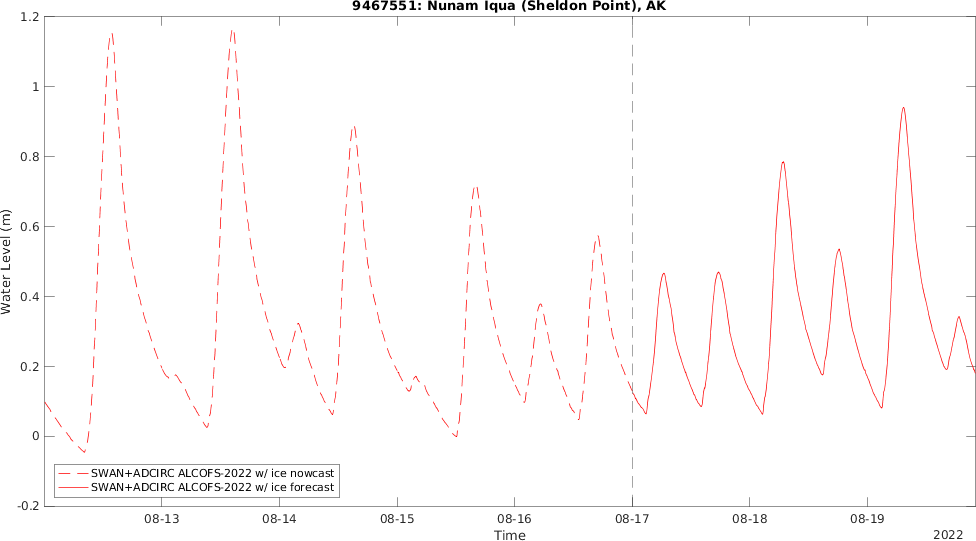 9467551: Nunam Iqua (Sheldon Point), AK
1.2
1
0.8
0.6
0.4
0.2
0
-0.2
Water Level (m)
SWAN+ADCIRC ALCOFS-2022 w/ ice nowcast
SWAN+ADCIRC ALCOFS-2022 w/ ice forecast
08-13 08-14 08-15 08-16 08-17 08-18 08-19
Time
2022